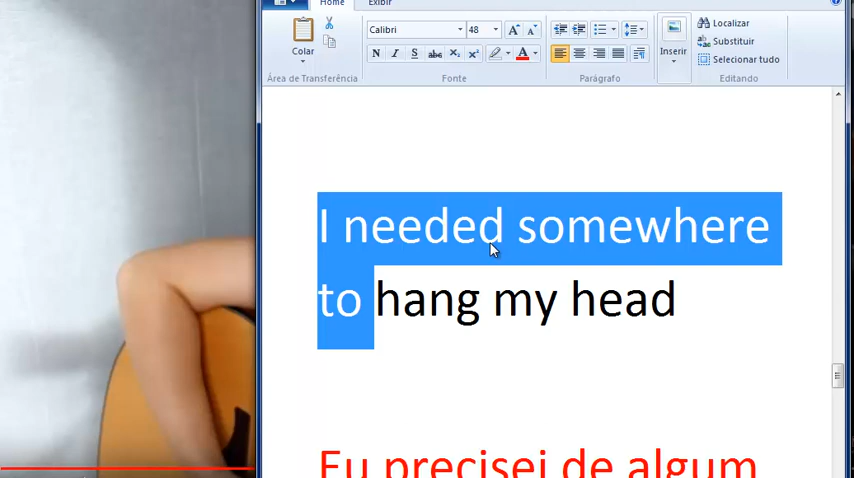 Home Exibir
Colar
Área de Transferência
Calibri 48
N I S abc X₂ X²
A
Fonte
Parágrafo
Inserir
Localizar
Substituir
Selecionar tudo
Editando
I needed somewhere
to hang my head
Eu precisei de algum